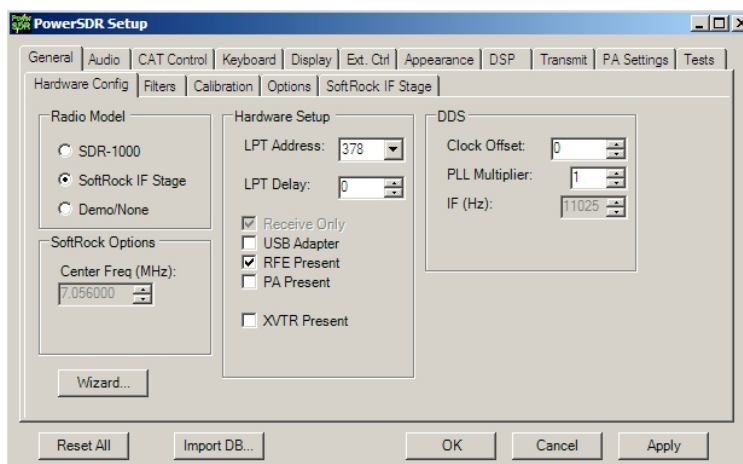 Power SDR PowerSDR Setup
General Audio CAT Control Keyboard Display Ext. Ctrl Appearance DSP Transmit PA Settings Tests
Hardware Config Filters Calibration Options SoftRock IF Stage
Radio Model
SDR-1000
SoftRock IF Stage
Demo/None
SoftRock Options
Center Freq (MHz):
7.056000
Wizard...
Hardware Setup
LPT Address: 378
LPT Delay: 0
Receive Only
USB Adapter
RFE Present
PA Present
XVTR Present
DDS
Clock Offset: 0
PLL Multiplier: 1
IF (Hz): 11025
Reset All Import DB... OK Cancel Apply